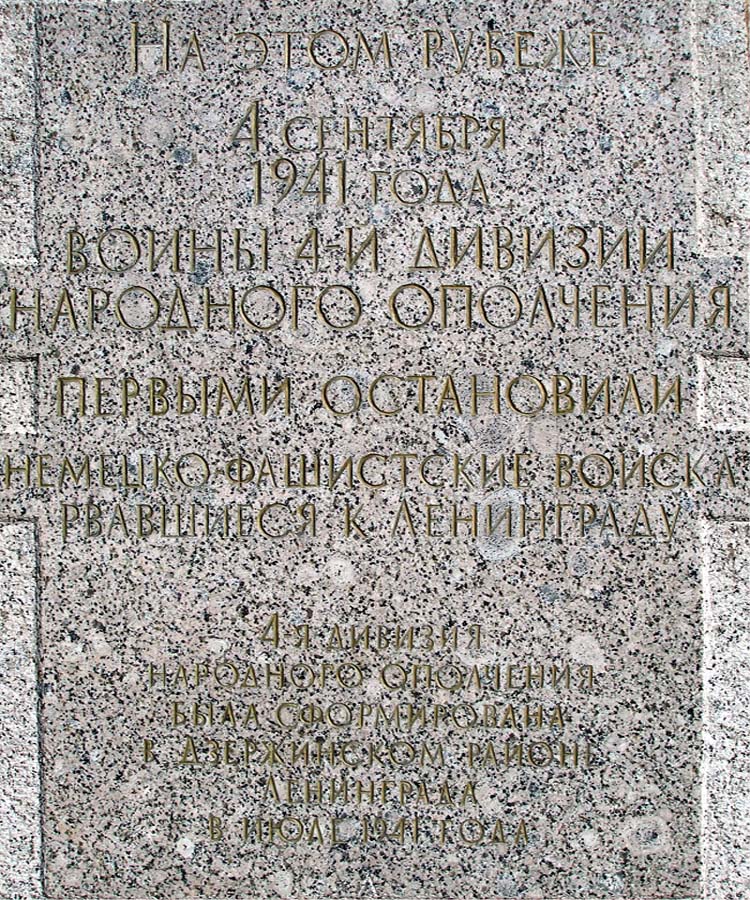 На этом рубеже
4 сентября
1941 года
воины 4-й дивизии
народного ополчения
первыми остановили
немецко-фашистские войска
рвавшиеся к Ленинграду
4-я дивизия
народного ополчения
была сформирована
в Дзержинском районе
Ленинграда
в июле 1941 года